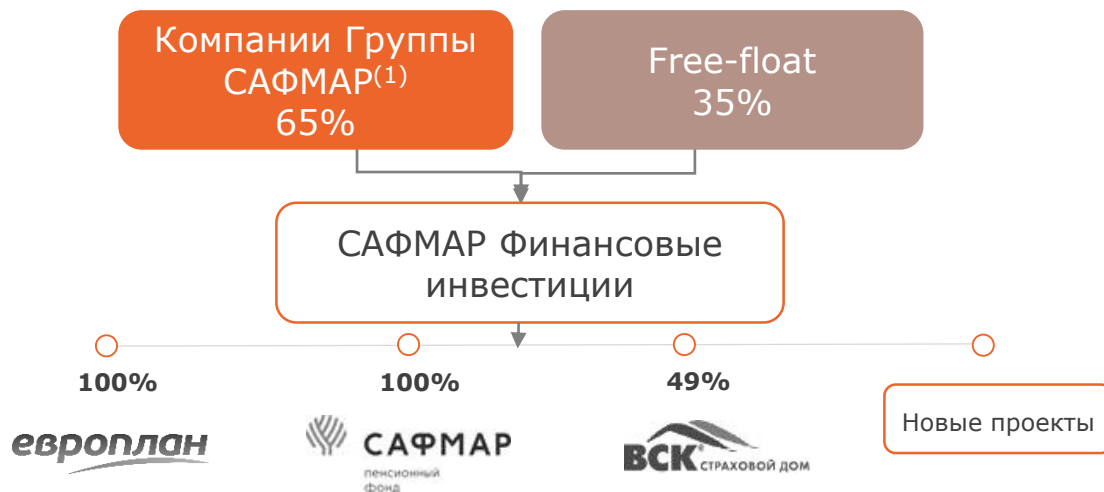 Компании Группы
САФМАР(1)
65%
Free-float
35%
САФМАР Финансовые
инвестиции
100%
100%
49%
европлан
САФМАР
пенсионный
фонд
ВСК СТРАХОВОЙ ДОМ
Новые проекты